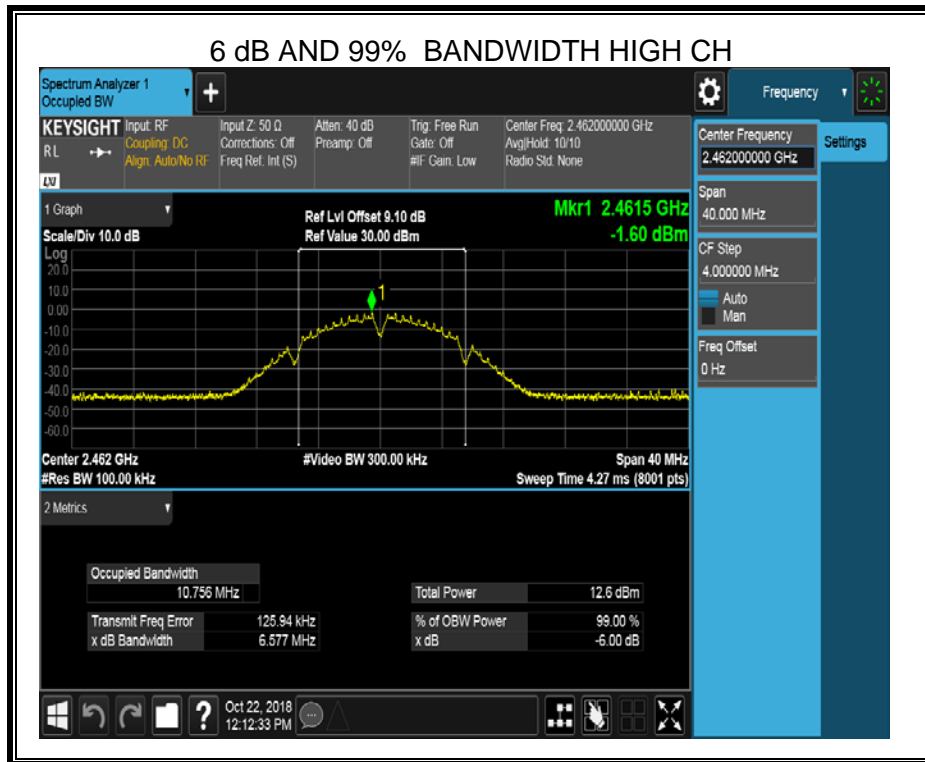 6 dB AND 99% BANDWIDTH HIGH CH
Spectrum Analyzer 1
Occupied BW
+
Frequency
KEYSIGHT
RL
LXI
Input: RF
Coupling: DC
Align: Auto/No RF
Input Z: 50 Ω
Corrections: Off
Freq Ref: Int (S)
Atten: 40 dB
Preamp: Off
Trig: Free Run
Gate: Off
#IF Gain: Low
Center Freq: 2.462000000 GHz
Avg|Hold: 10/10
Radio Std: None
Center Frequency
2.462000000 GHz
Settings
Span
40.000 MHz
CF Step
4.000000 MHz
Auto
Man
Freq Offset
0 Hz
1 Graph
Scale/Div 10.0 dB
Ref Lvl Offset 9.10 dB
Ref Value 30.00 dBm
Mkr1 2.4615 GHz
-1.60 dBm
Log
20.0
10.0
0.00
-10.0
-20.0
-30.0
-40.0
-50.0
-60.0
1
Center 2.462 GHz
#Video BW 300.00 kHz
Span 40 MHz
#Res BW 100.00 kHz
Sweep Time 4.27 ms (8001 pts)
2 Metrics
Occupied Bandwidth
10.756 MHz
Total Power 12.6 dBm
Transmit Freq Error 125.94 kHz
% of OBW Power 99.00 %
x dB Bandwidth 6.577 MHz
x dB -6.00 dB
?
Oct 22, 2018
12:12:33 PM